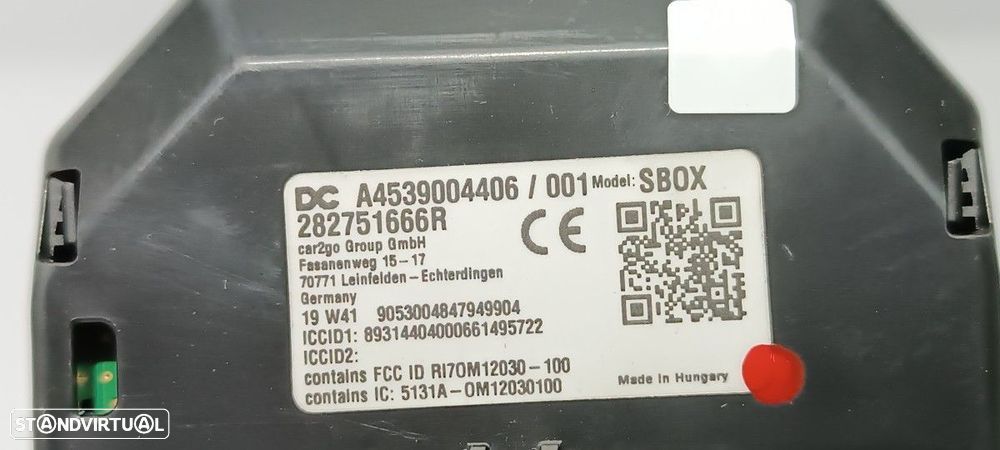 DC A4539004406 / 001 Model: SBOX
282751666R
car2go Group GmbH
Fasanenweg 15-17
70771 Leinfelden-Echterdingen
Germany
19 W41 9053004847949904
ICCID1: 89314404000661495722
ICCID2:
contains FCC ID RI7OM12030-100
contains IC: 5131A-OM12030100
CE
Made in Hungary
STANDVIRTUAL